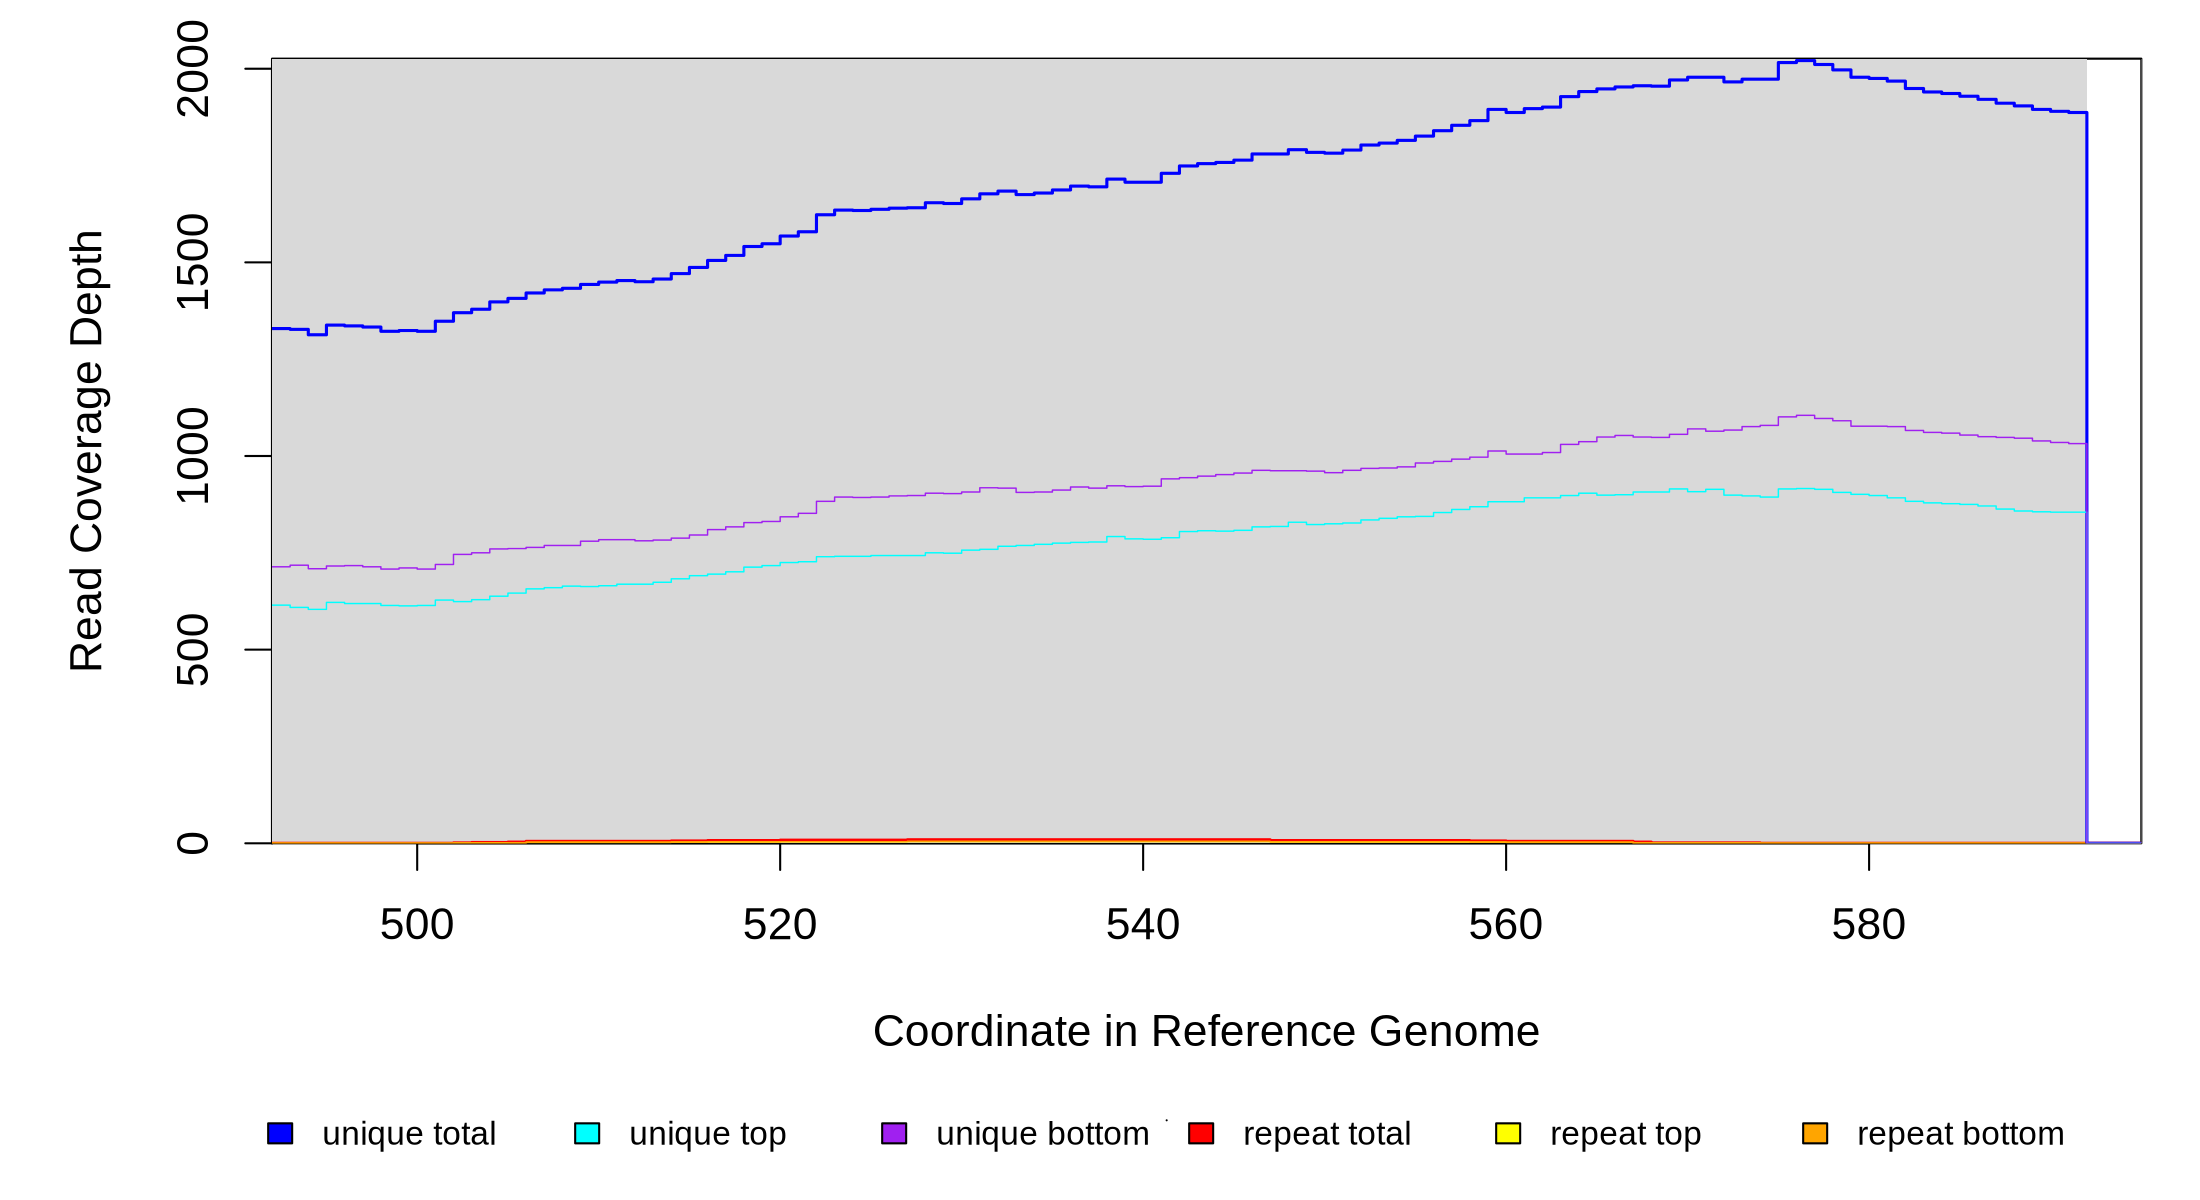 2000
1500
1000
500
0
Read Coverage Depth
500 520 540 560 580
Coordinate in Reference Genome
unique total unique top unique bottom repeat total repeat top repeat bottom